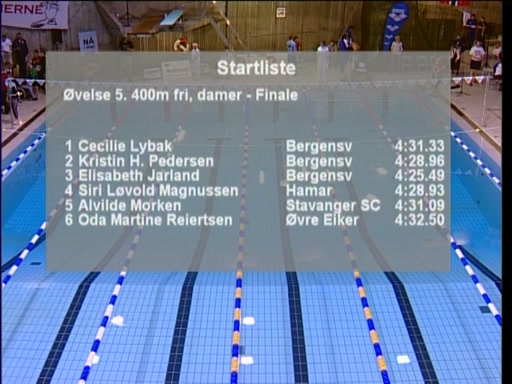 JERNE
NÅ
Startliste
Øvelse 5. 400m fri, damer - Finale
1 Cecilie Lybak Bergensv 4:31.33
2 Kristin H. Pedersen Bergensv 4:28.96
3 Elisabeth Jarland Bergensv 4:25.49
4 Siri Løvold Magnussen Hamar 4:28.93
5 Alvilde Morken Stavanger SC 4:31.09
6 Oda Martine Reiertsen Øvre Eiker 4:32.50